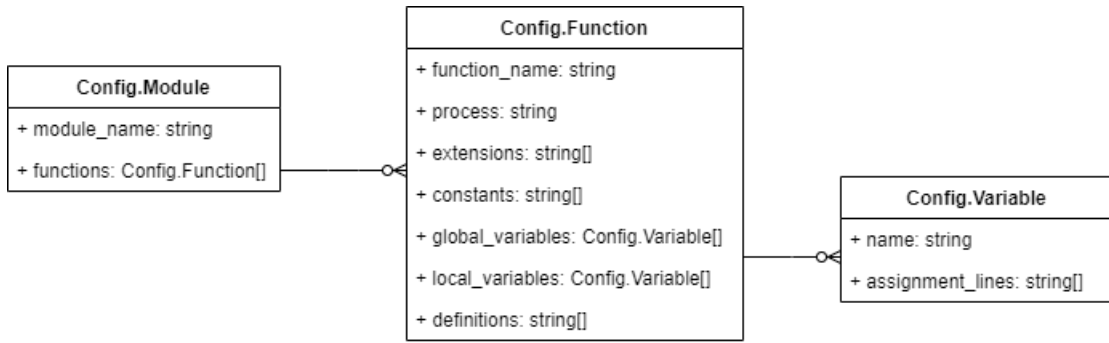 Config.Module
+ module_name: string
+ functions: Config.Function[]
Config.Function
+ function_name: string
+ process: string
+ extensions: string[]
+ constants: string[]
+ global_variables: Config.Variable[]
+ local_variables: Config.Variable[]
+ definitions: string[]
Config.Variable
+ name: string
+ assignment_lines: string[]